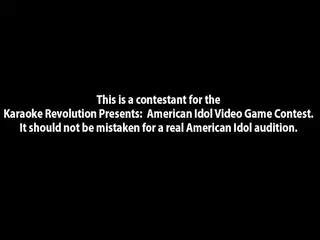 This is a contestant for the
Karaoke Revolution Presents: American Idol Video Game Contest.
It should not be mistaken for a real American Idol audition.